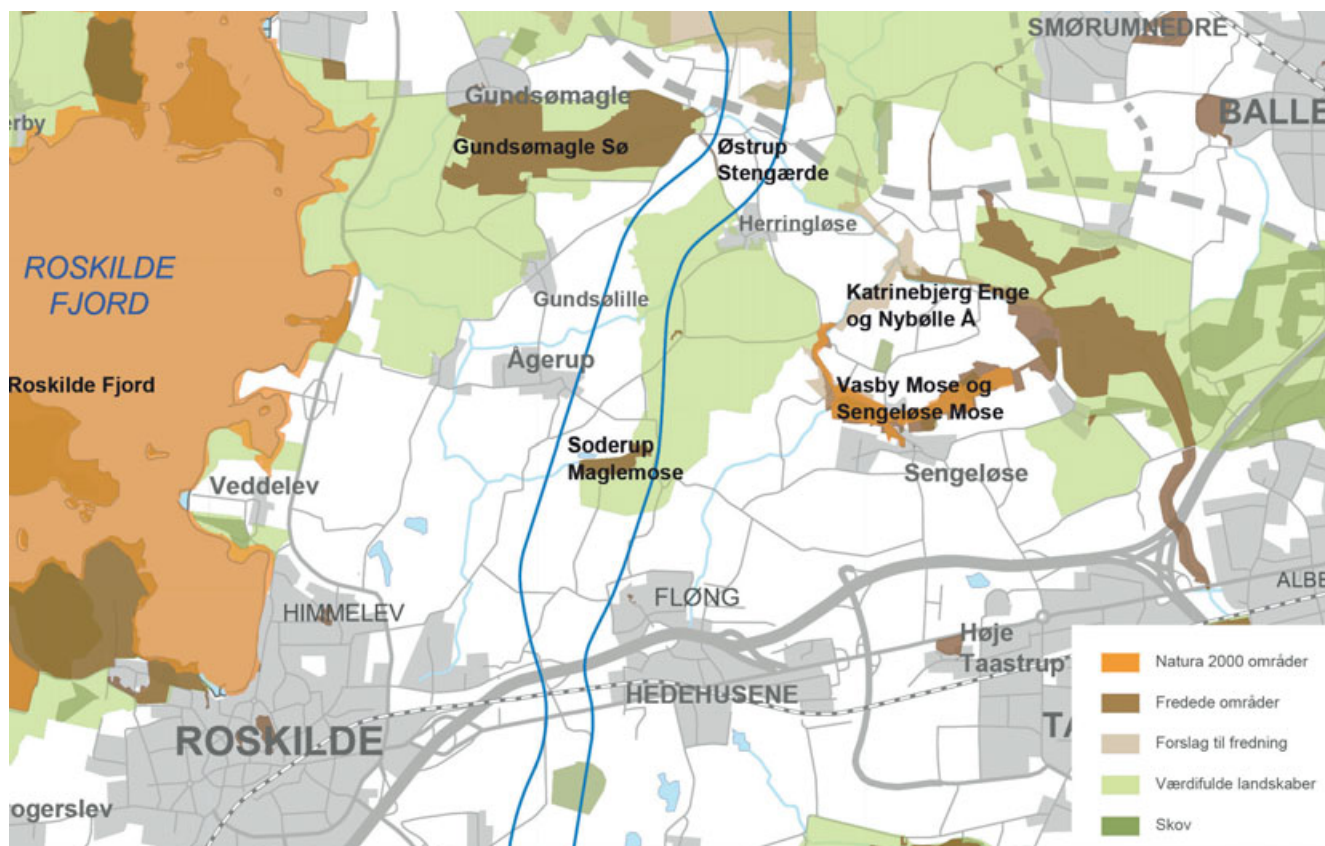 SMØRUMNEDRE
Gundsømagle
BALLE
erby
Gundsømagle Sø
Østrup
Stengærde
Herringløse
ROSKILDE
FJORD
Gundsølille
Katrinebjerg Enge
og Nybølle Å
Ågerup
Roskilde Fjord
Vasby Mose og
Sengeløse Mose
Soderup
Maglemose
Sengeløse
Veddelev
HIMMELEV
FLØNG
ALBE
Høje
Taastrup
HEDEHUSENE
ROSKILDE
TA
ogerslev
Natura 2000 områder
Fredede områder
Forslag til fredning
Værdifulde landskaber
Skov